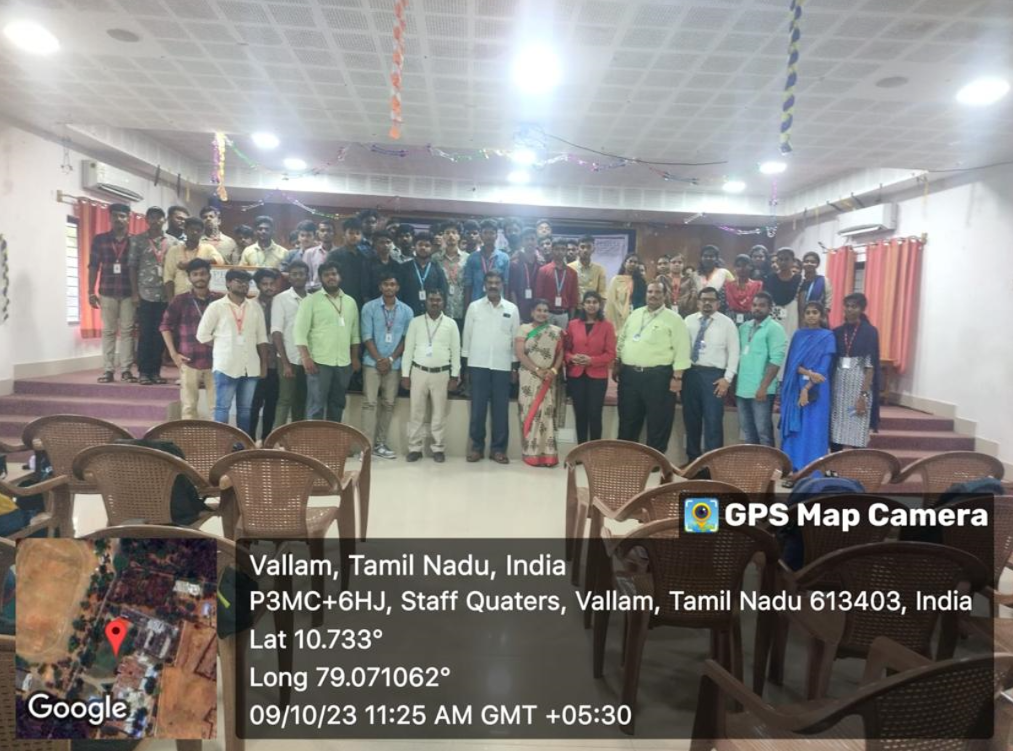 GPS Map Camera
Vallam, Tamil Nadu, India
P3MC+6HJ, Staff Quaters, Vallam, Tamil Nadu 613403, India
Lat 10.733°
Long 79.071062°
09/10/23 11:25 AM GMT +05:30
Google